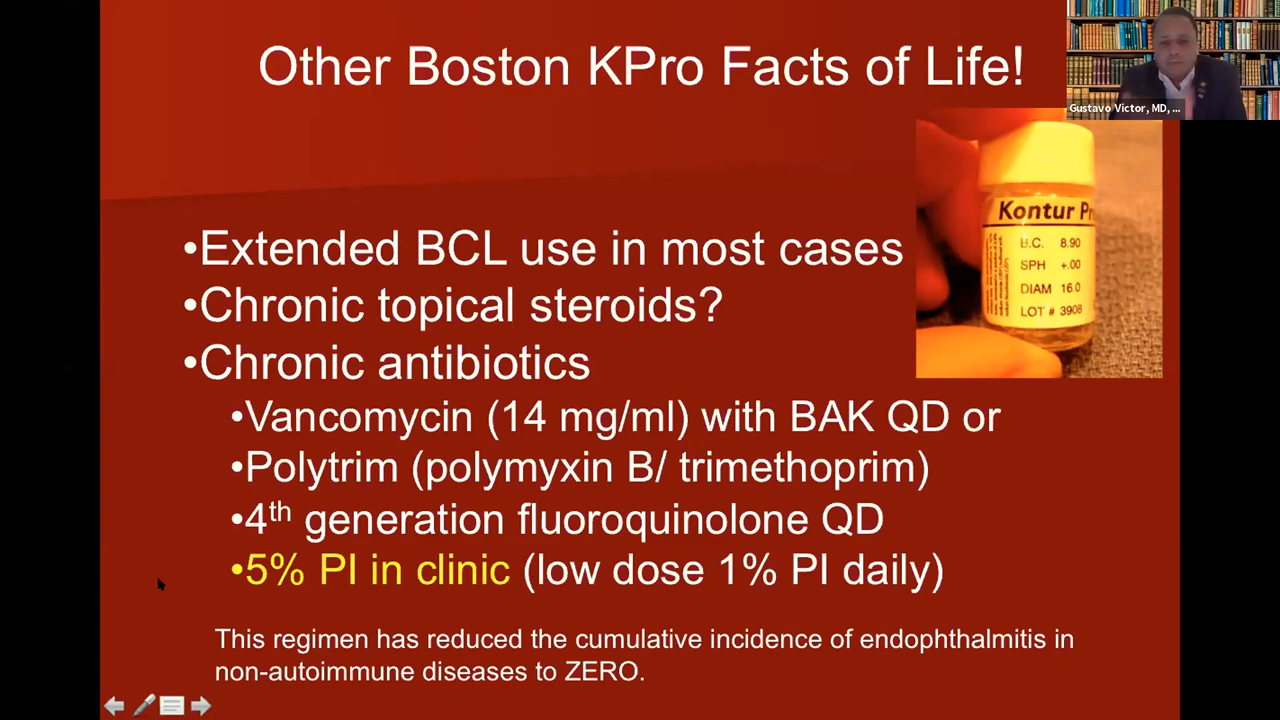 Other Boston KPro Facts of Life!
Gustavo Victor, MD, ...
Kontur Pr
B.C. 8.90
SPH +.00
DIAM 16.0
LOT # 3908
•Extended BCL use in most cases
•Chronic topical steroids?
•Chronic antibiotics
•Vancomycin (14 mg/ml) with BAK QD or
•Polytrim (polymyxin B/ trimethoprim)
•4th generation fluoroquinolone QD
•5% PI in clinic (low dose 1% PI daily)
This regimen has reduced the cumulative incidence of endophthalmitis in
non-autoimmune diseases to ZERO.